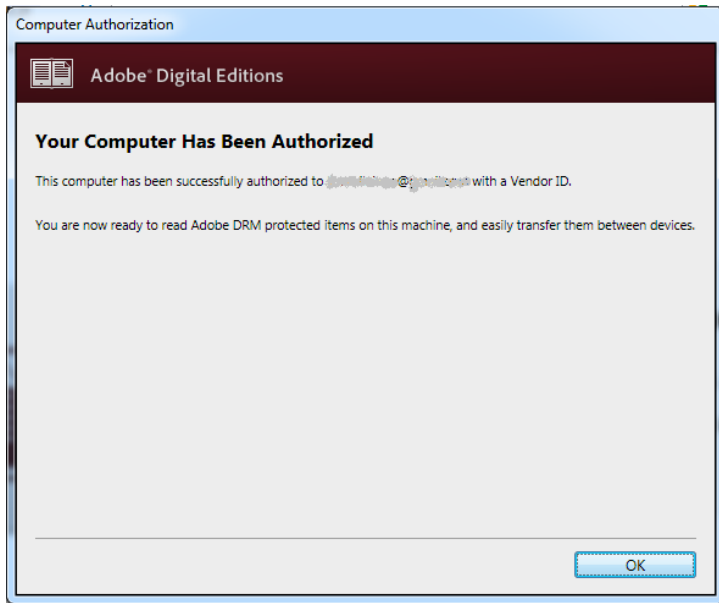 Computer Authorization
Adobe® Digital Editions
Your Computer Has Been Authorized
This computer has been successfully authorized to @ with a Vendor ID.
You are now ready to read Adobe DRM protected items on this machine, and easily transfer them between devices.
OK